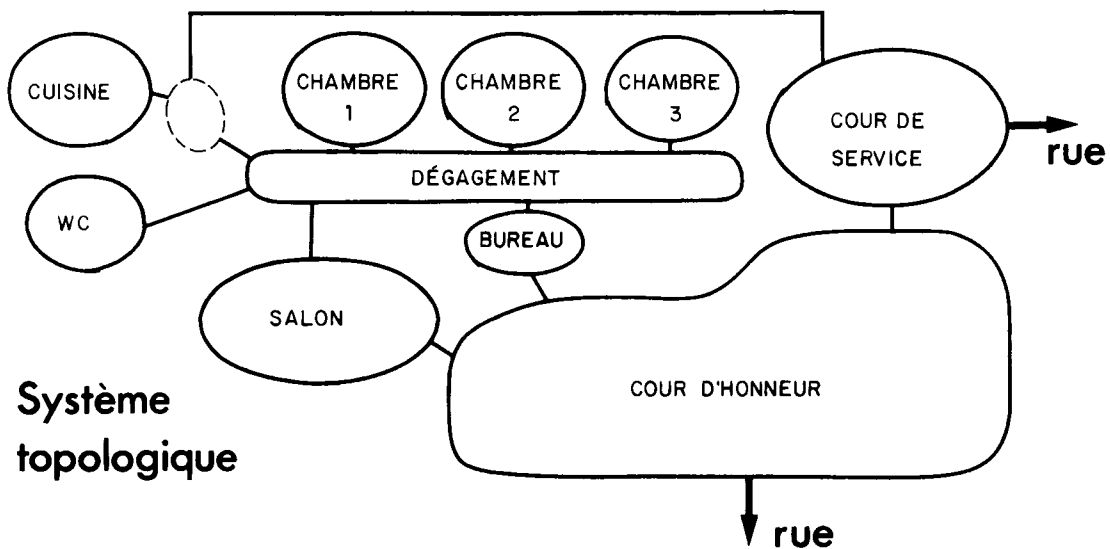 CUISINE
CHAMBRE
1
CHAMBRE
2
CHAMBRE
3
COUR DE
SERVICE
rue
DÉGAGEMENT
WC
BUREAU
SALON
COUR D'HONNEUR
Système
topologique
rue